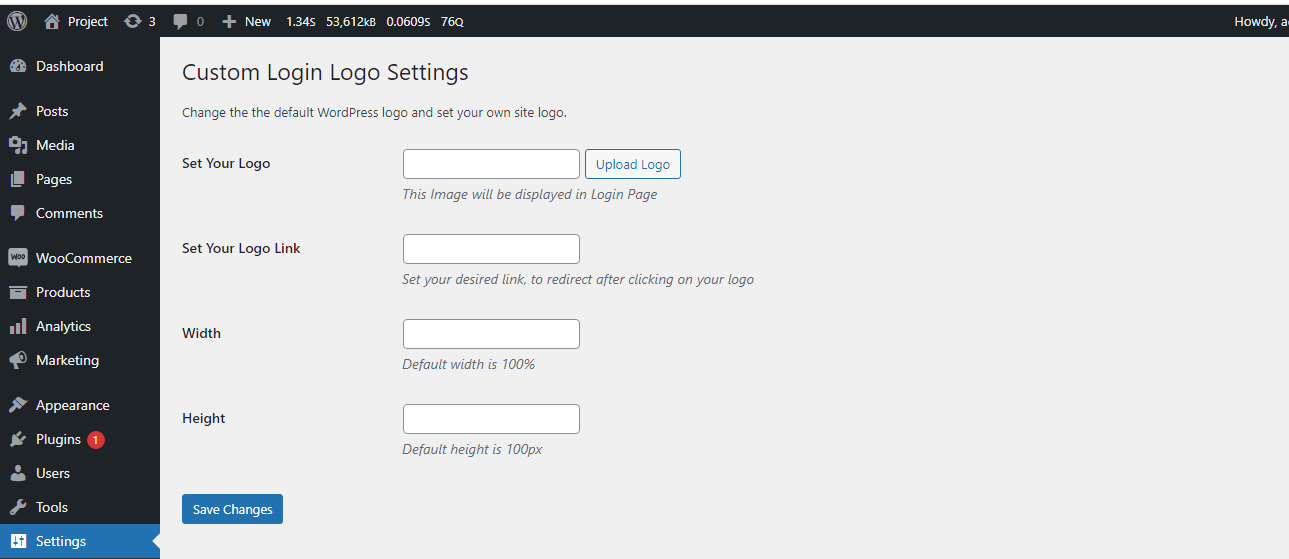 Project 3 0 New 1.34S 53,612KB 0.0609S 76Q Howdy, a
Dashboard
Posts
Media
Pages
Comments
WOO WooCommerce
Products
Analytics
Marketing
Appearance
Plugins 1
Users
Tools
Settings
Custom Login Logo Settings
Change the the default WordPress logo and set your own site logo.
Set Your Logo Upload Logo
This Image will be displayed in Login Page
Set Your Logo Link
Set your desired link, to redirect after clicking on your logo
Width
Default width is 100%
Height
Default height is 100px
Save Changes